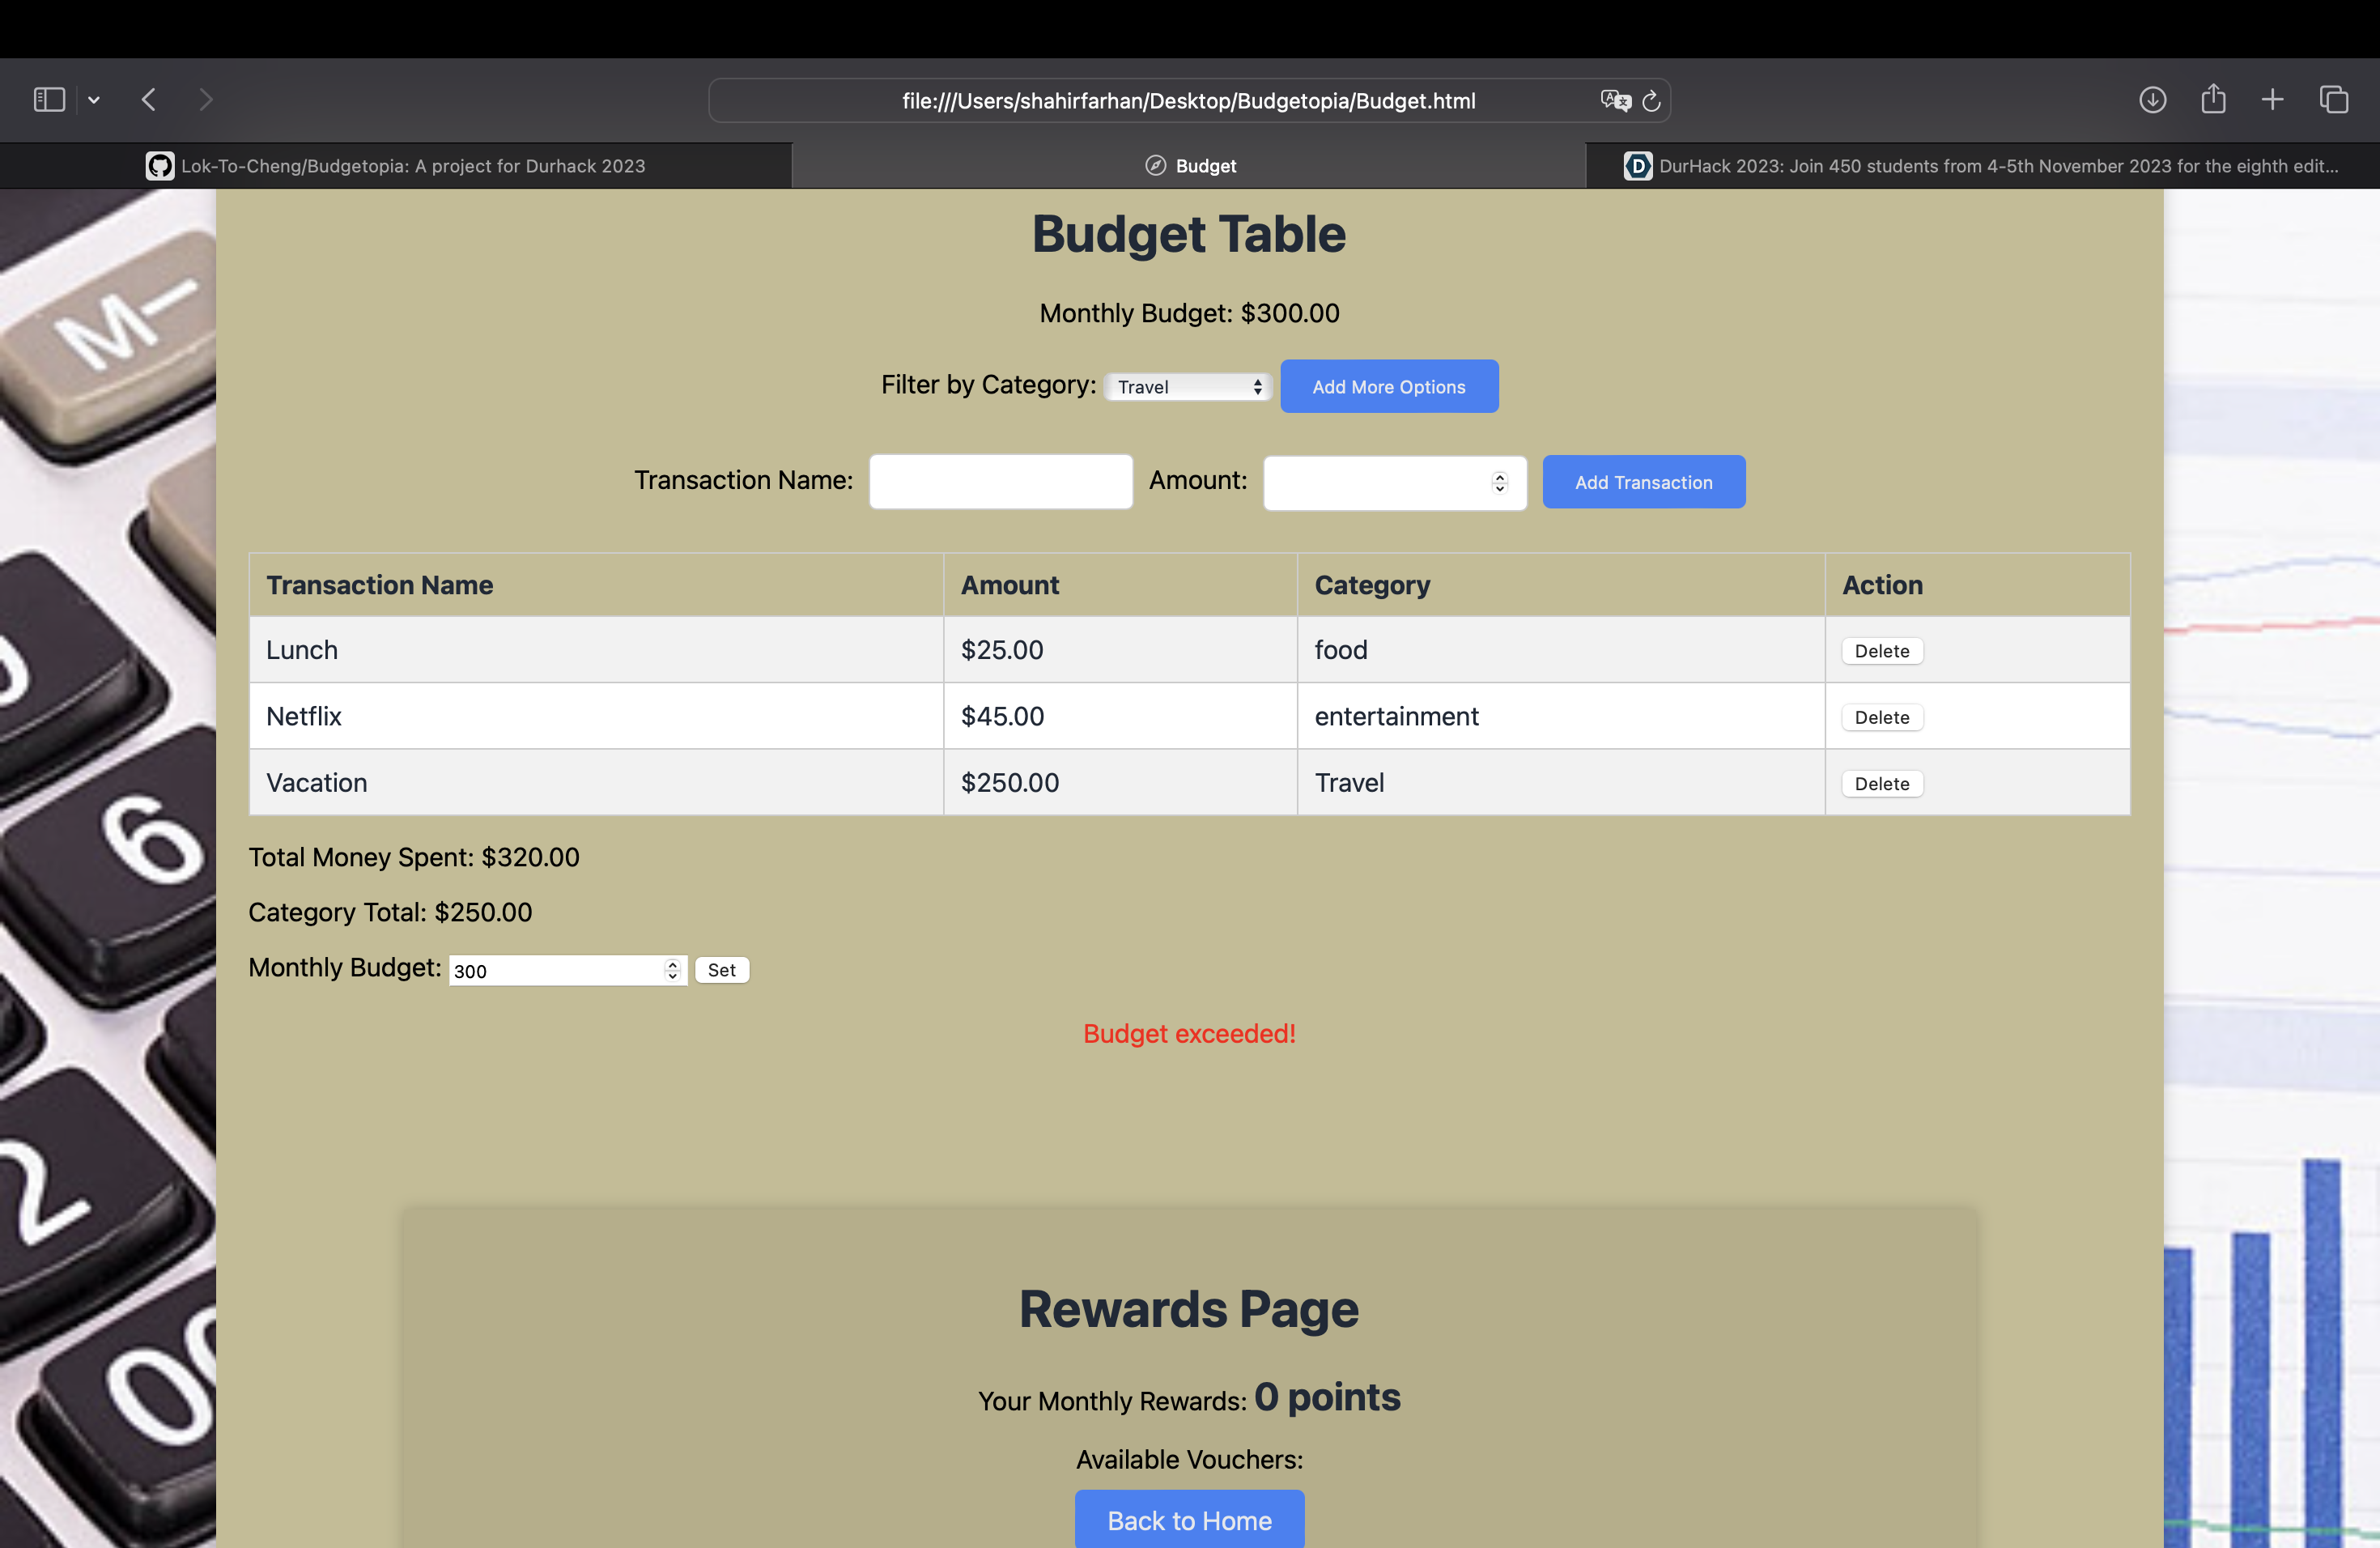 file:///Users/shahirfarhan/Desktop/Budgetopia/Budget.html
Lok-To-Cheng/Budgetopia: A project for Durhack 2023
Budget
D DurHack 2023: Join 450 students from 4-5th November 2023 for the eighth edit...
Budget Table
Monthly Budget: $300.00
Filter by Category: Travel Add More Options
Transaction Name: Amount: Add Transaction
Transaction Name Amount Category Action
Lunch $25.00 food Delete
Netflix $45.00 entertainment Delete
Vacation $250.00 Travel Delete
Total Money Spent: $320.00
Category Total: $250.00
Monthly Budget: 300 Set
Budget exceeded!
Rewards Page
Your Monthly Rewards: 0 points
Available Vouchers:
Back to Home
M–
6
2
00